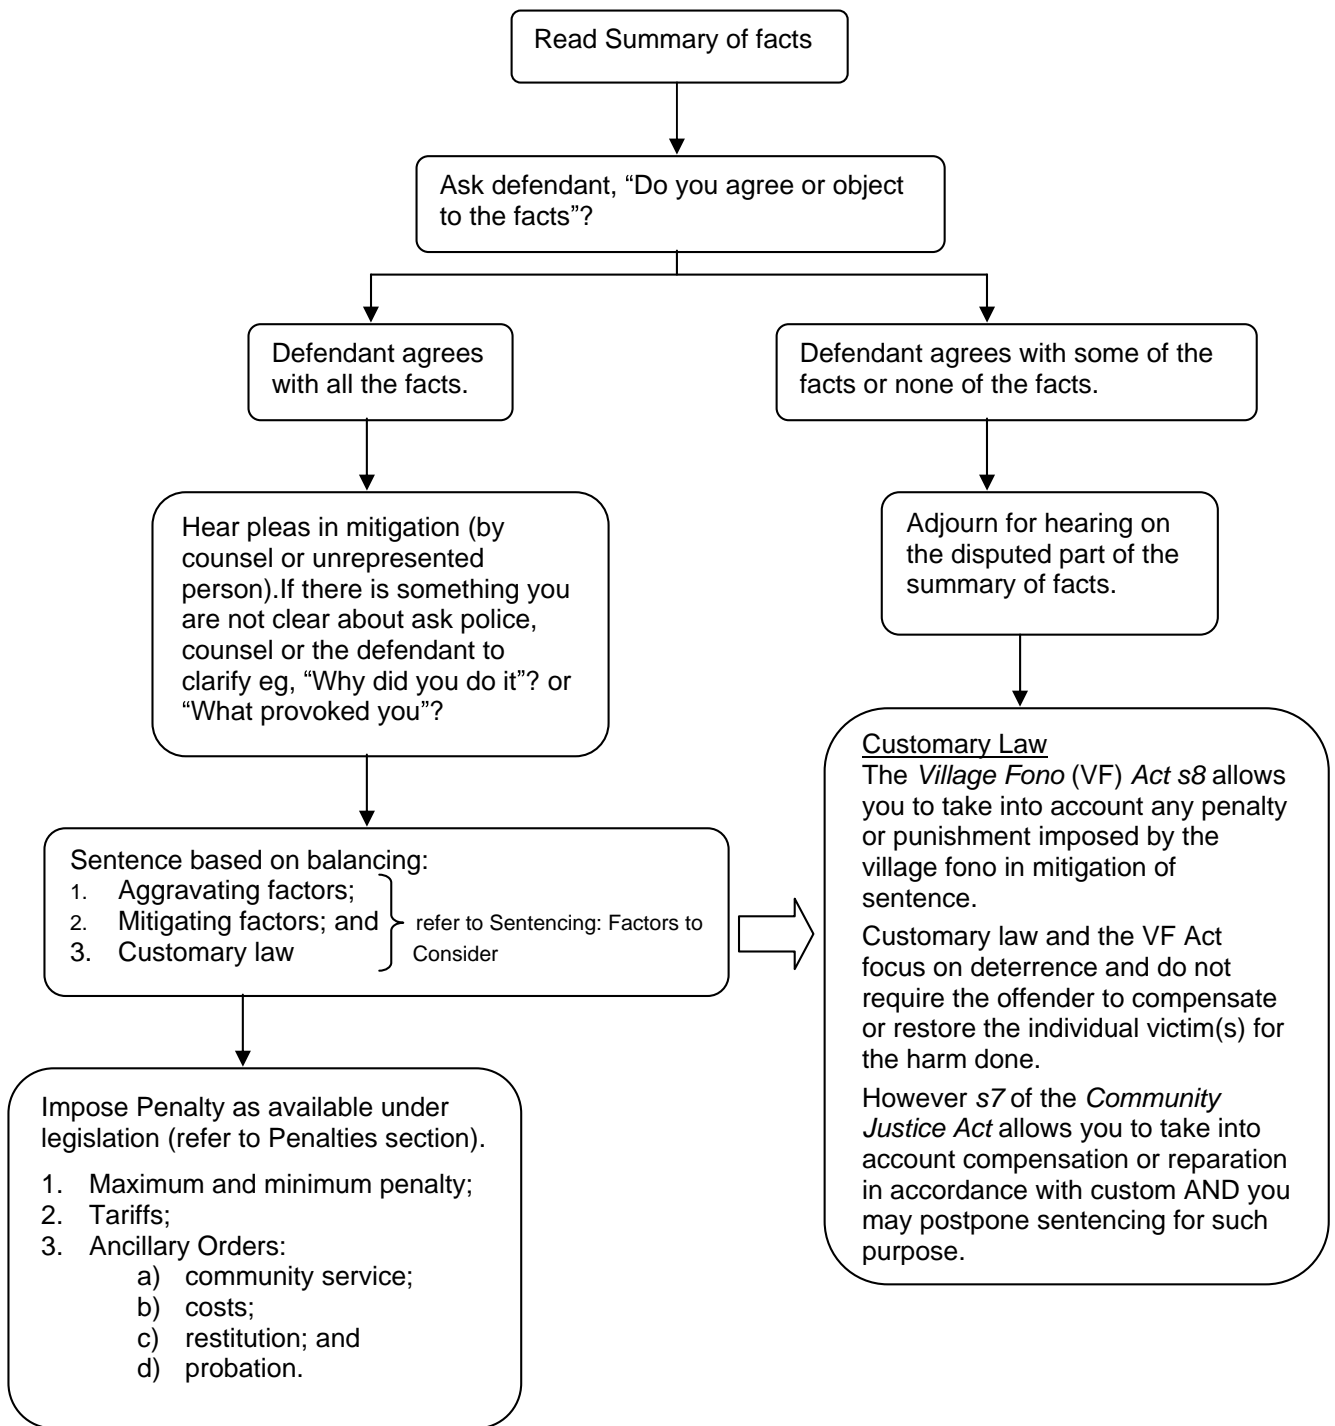 Read Summary of facts
Ask defendant, “Do you agree or object
to the facts”?
Defendant agrees
with all the facts.
Defendant agrees with some of the
facts or none of the facts.
Hear pleas in mitigation (by
counsel or unrepresented
person).If there is something you
are not clear about ask police,
counsel or the defendant to
clarify eg, “Why did you do it”? or
“What provoked you”?
Adjourn for hearing on
the disputed part of the
summary of facts.
Sentence based on balancing:
1. Aggravating factors;
2. Mitigating factors; and
3. Customary law
refer to Sentencing: Factors to
Consider
Customary Law
The Village Fono (VF) Act s8 allows
you to take into account any penalty
or punishment imposed by the
village fono in mitigation of
sentence.
Customary law and the VF Act
focus on deterrence and do not
require the offender to compensate
or restore the individual victim(s) for
the harm done.
However s7 of the Community
Justice Act allows you to take into
account compensation or reparation
in accordance with custom AND you
may postpone sentencing for such
purpose.
Impose Penalty as available under
legislation (refer to Penalties section).
1. Maximum and minimum penalty;
2. Tariffs;
3. Ancillary Orders:
a) community service;
b) costs;
c) restitution; and
d) probation.